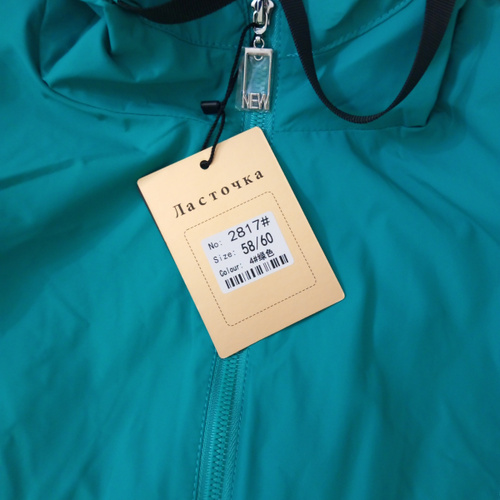 NEW
Ласточка
No: 2817#
Size: 58/60
Colour: 4#绿色